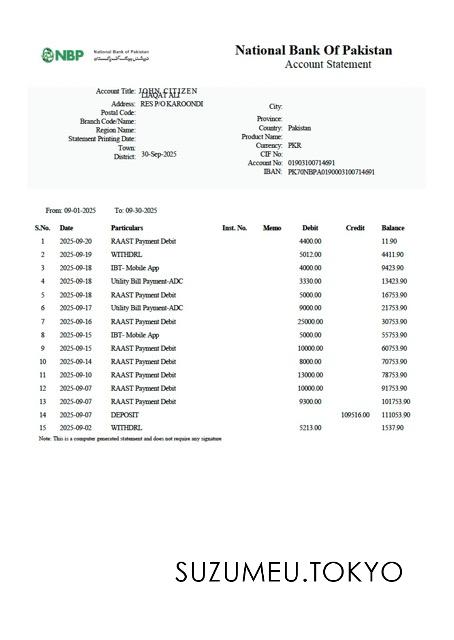 NBP
National Bank of Pakistan
نیشنل بینک آف پاکستان
National Bank Of Pakistan
Account Statement
Account Title: JOHN CITIZEN
LIAQAT ALI
Address: RES P/O KAROONDI
Postal Code:
Branch Code/Name:
Region Name:
Statement Printing Date:
Town:
District: 30-Sep-2025
City:
Province:
Country: Pakistan
Product Name:
Currency: PKR
CIF No:
Account No: 01903100714691
IBAN: PK70NBPA0190003100714691
From: 09-01-2025 To: 09-30-2025
S.No. Date Particulars Inst. No. Memo Debit Credit Balance
1 2025-09-20 RAAST Payment Debit 4400.00 11.90
2 2025-09-19 WITHDRL 5012.00 4411.90
3 2025-09-18 IBT- Mobile App 4000.00 9423.90
4 2025-09-18 Utility Bill Payment-ADC 3330.00 13423.90
5 2025-09-18 RAAST Payment Debit 5000.00 16753.90
6 2025-09-17 Utility Bill Payment-ADC 9000.00 21753.90
7 2025-09-16 RAAST Payment Debit 25000.00 30753.90
8 2025-09-15 IBT- Mobile App 5000.00 55753.90
9 2025-09-15 RAAST Payment Debit 10000.00 60753.90
10 2025-09-14 RAAST Payment Debit 8000.00 70753.90
11 2025-09-10 RAAST Payment Debit 13000.00 78753.90
12 2025-09-07 RAAST Payment Debit 10000.00 91753.90
13 2025-09-07 RAAST Payment Debit 9300.00 101753.90
14 2025-09-07 DEPOSIT 109516.00 111053.90
15 2025-09-02 WITHDRL 5213.00 1537.90
Note: This is a computer generated statement and does not require any signature
SUZUMEU.TOKYO